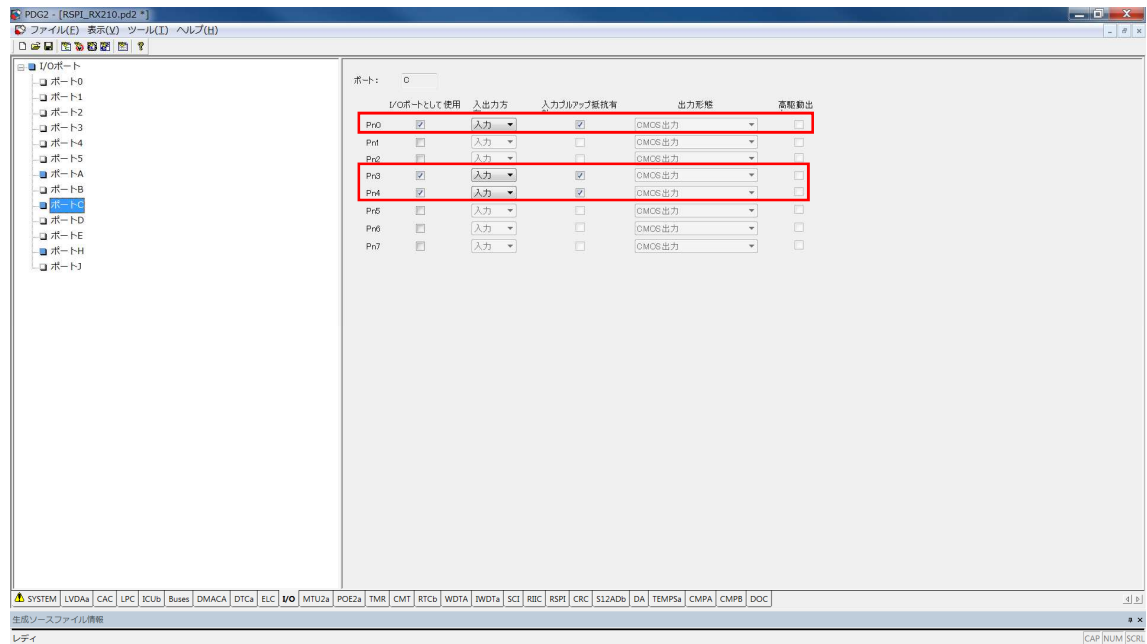 PDG2 - [RSPI_RX210.pd2 *]
ファイル(F) 表示(V) ツール(T) ヘルプ(H)
I/Oポート
ポート0
ポート1
ポート2
ポート3
ポート4
ポート5
ポートA
ポートB
ポートC
ポートD
ポートE
ポートH
ポートJ
ポート: C
I/Oポートとして使用 入出力方 入力プルアップ抵抗有 出力形態 高駆動出
Pn0 入力 CMOS出力
Pn1 入力 CMOS出力
Pn2 入力 CMOS出力
Pn3 入力 CMOS出力
Pn4 入力 CMOS出力
Pn5 入力 CMOS出力
Pn6 入力 CMOS出力
Pn7 入力 CMOS出力
SYSTEM LVDAa CAC LPC ICUb Buses DMACA DTCa ELC I/O MTU2a POE2a TMR CMT RTCb WDTA IWDTa SCI RIIC RSPI CRC S12ADb DA TEMPSa CMPA CMPB DOC
生成ソースファイル情報
レディ CAP NUM SCRL